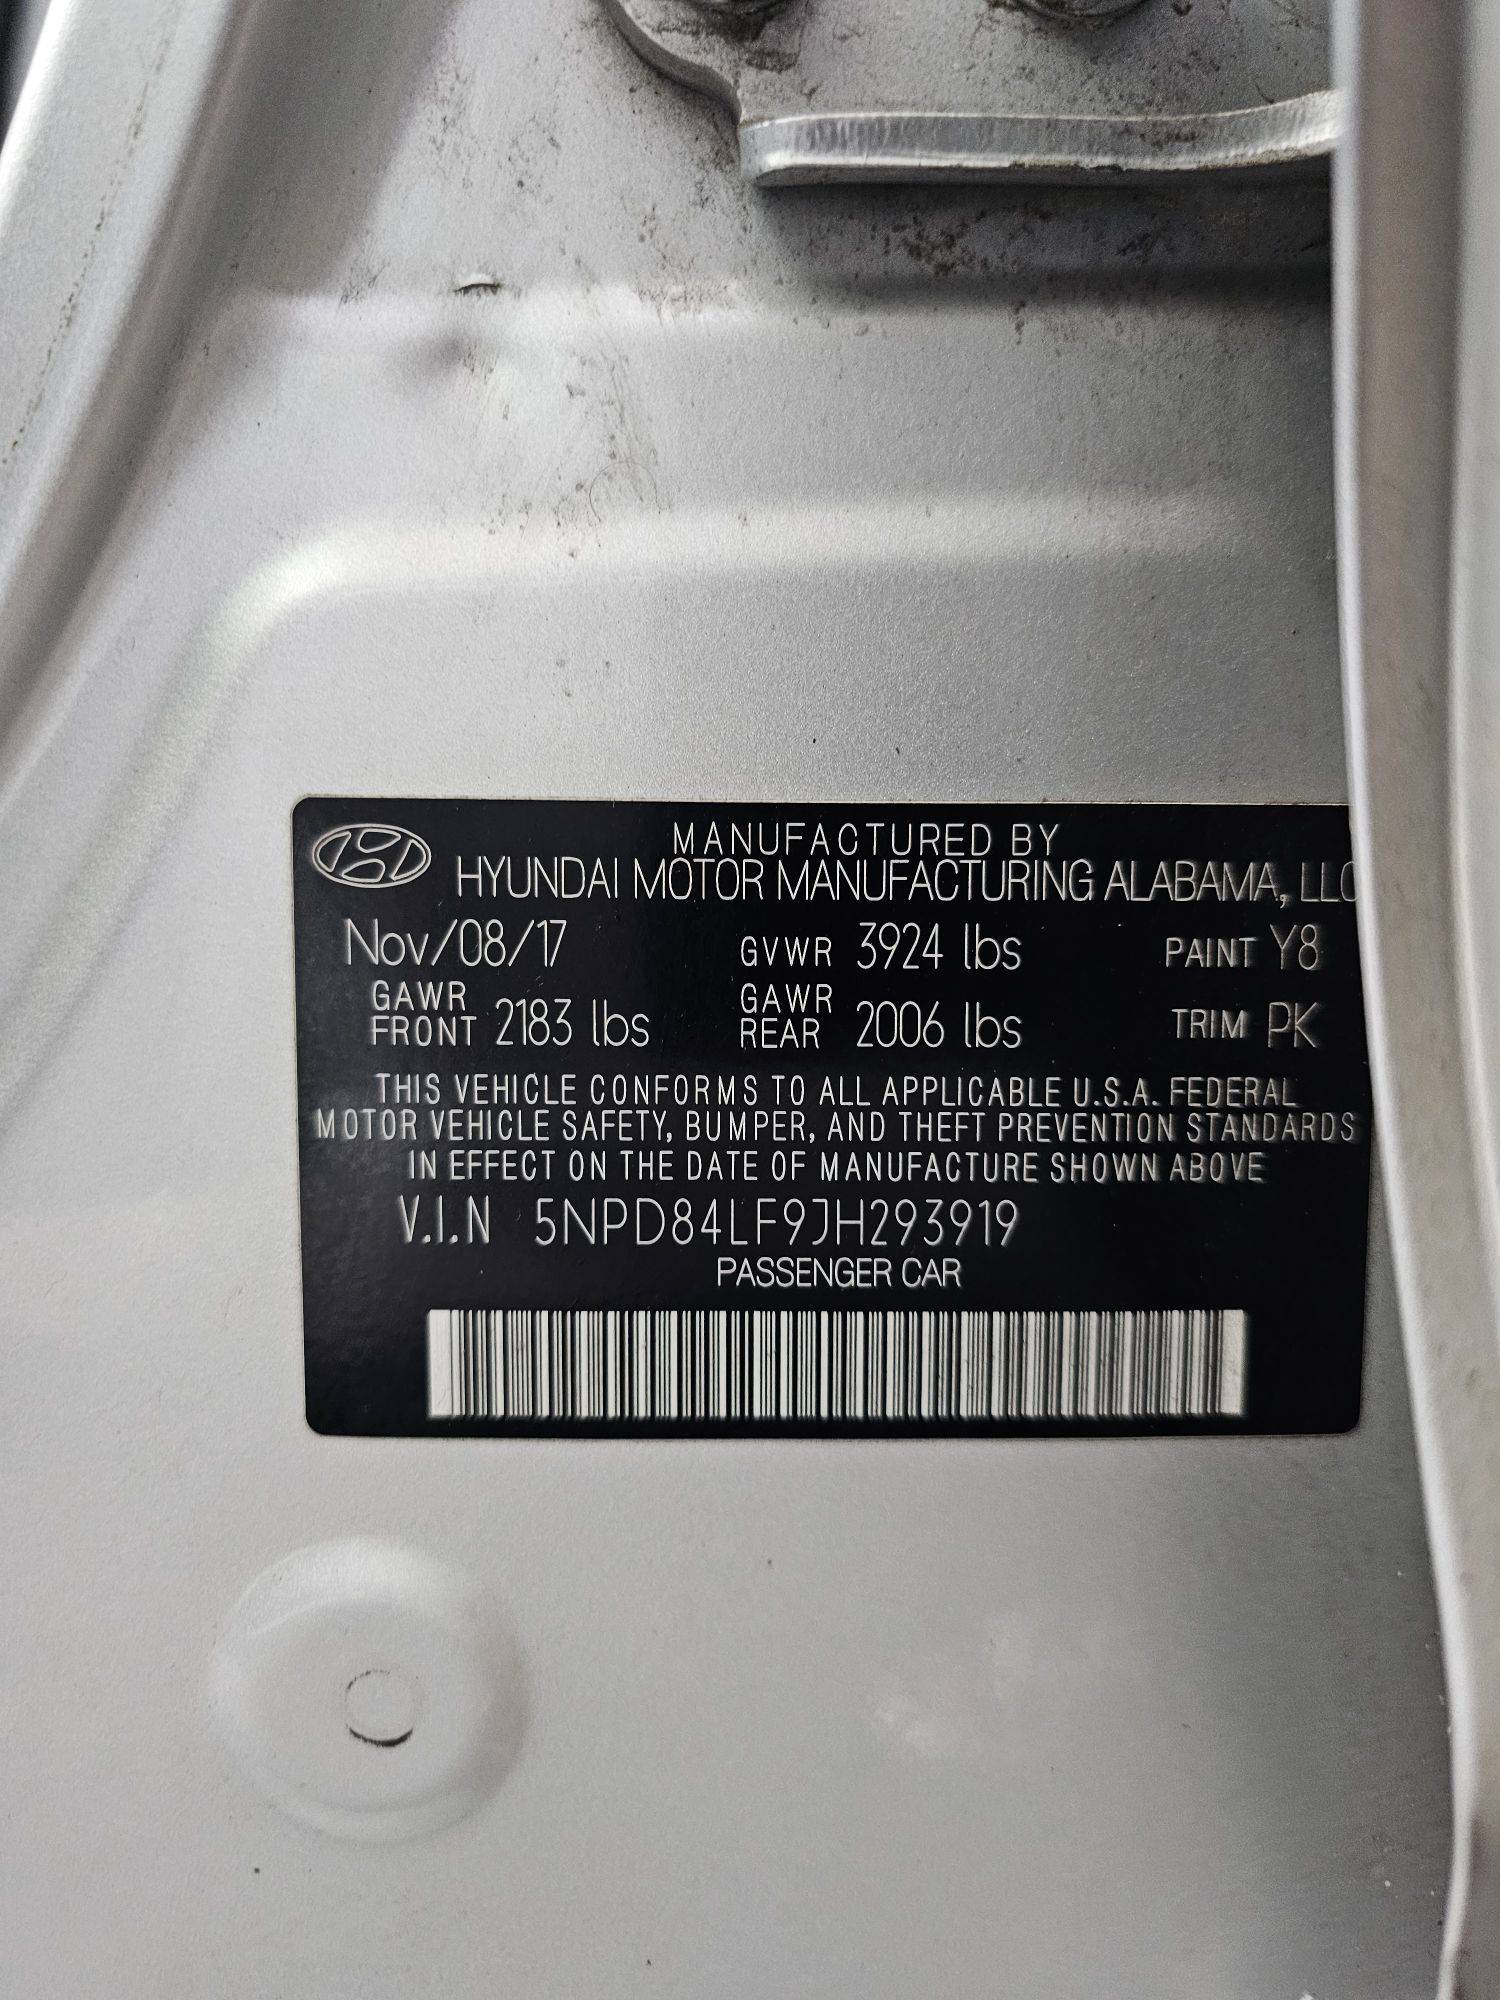 MANUFACTURED BY
HYUNDAI MOTOR MANUFACTURING ALABAMA, LLC
Nov/08/17 GVWR 3924 lbs PAINT Y8
GAWR FRONT 2183 lbs GAWR REAR 2006 lbs TRIM PK
THIS VEHICLE CONFORMS TO ALL APPLICABLE U.S.A. FEDERAL
MOTOR VEHICLE SAFETY, BUMPER, AND THEFT PREVENTION STANDARDS
IN EFFECT ON THE DATE OF MANUFACTURE SHOWN ABOVE
V.I.N 5NPD84LF9JH293919
PASSENGER CAR